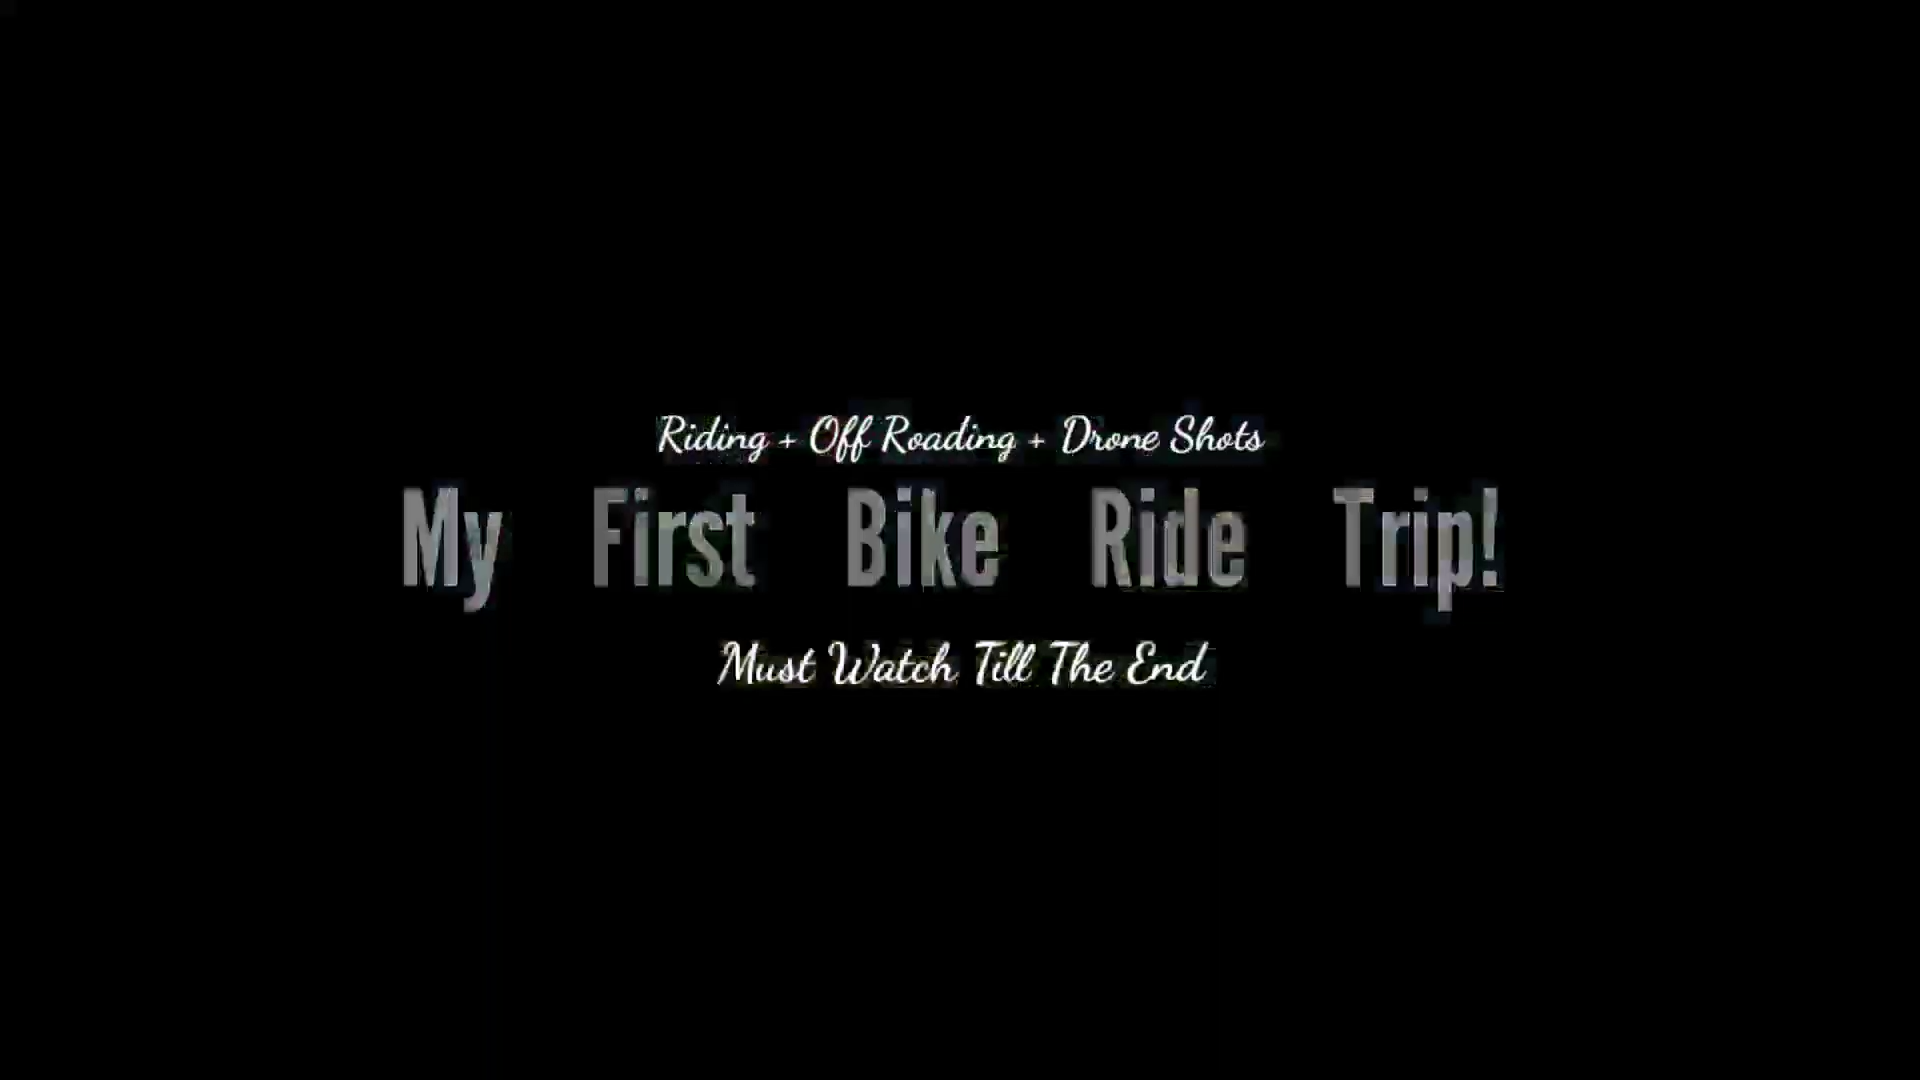 Riding + Off Roading + Drone Shots
My First Bike Ride Trip!
Must Watch Till The End